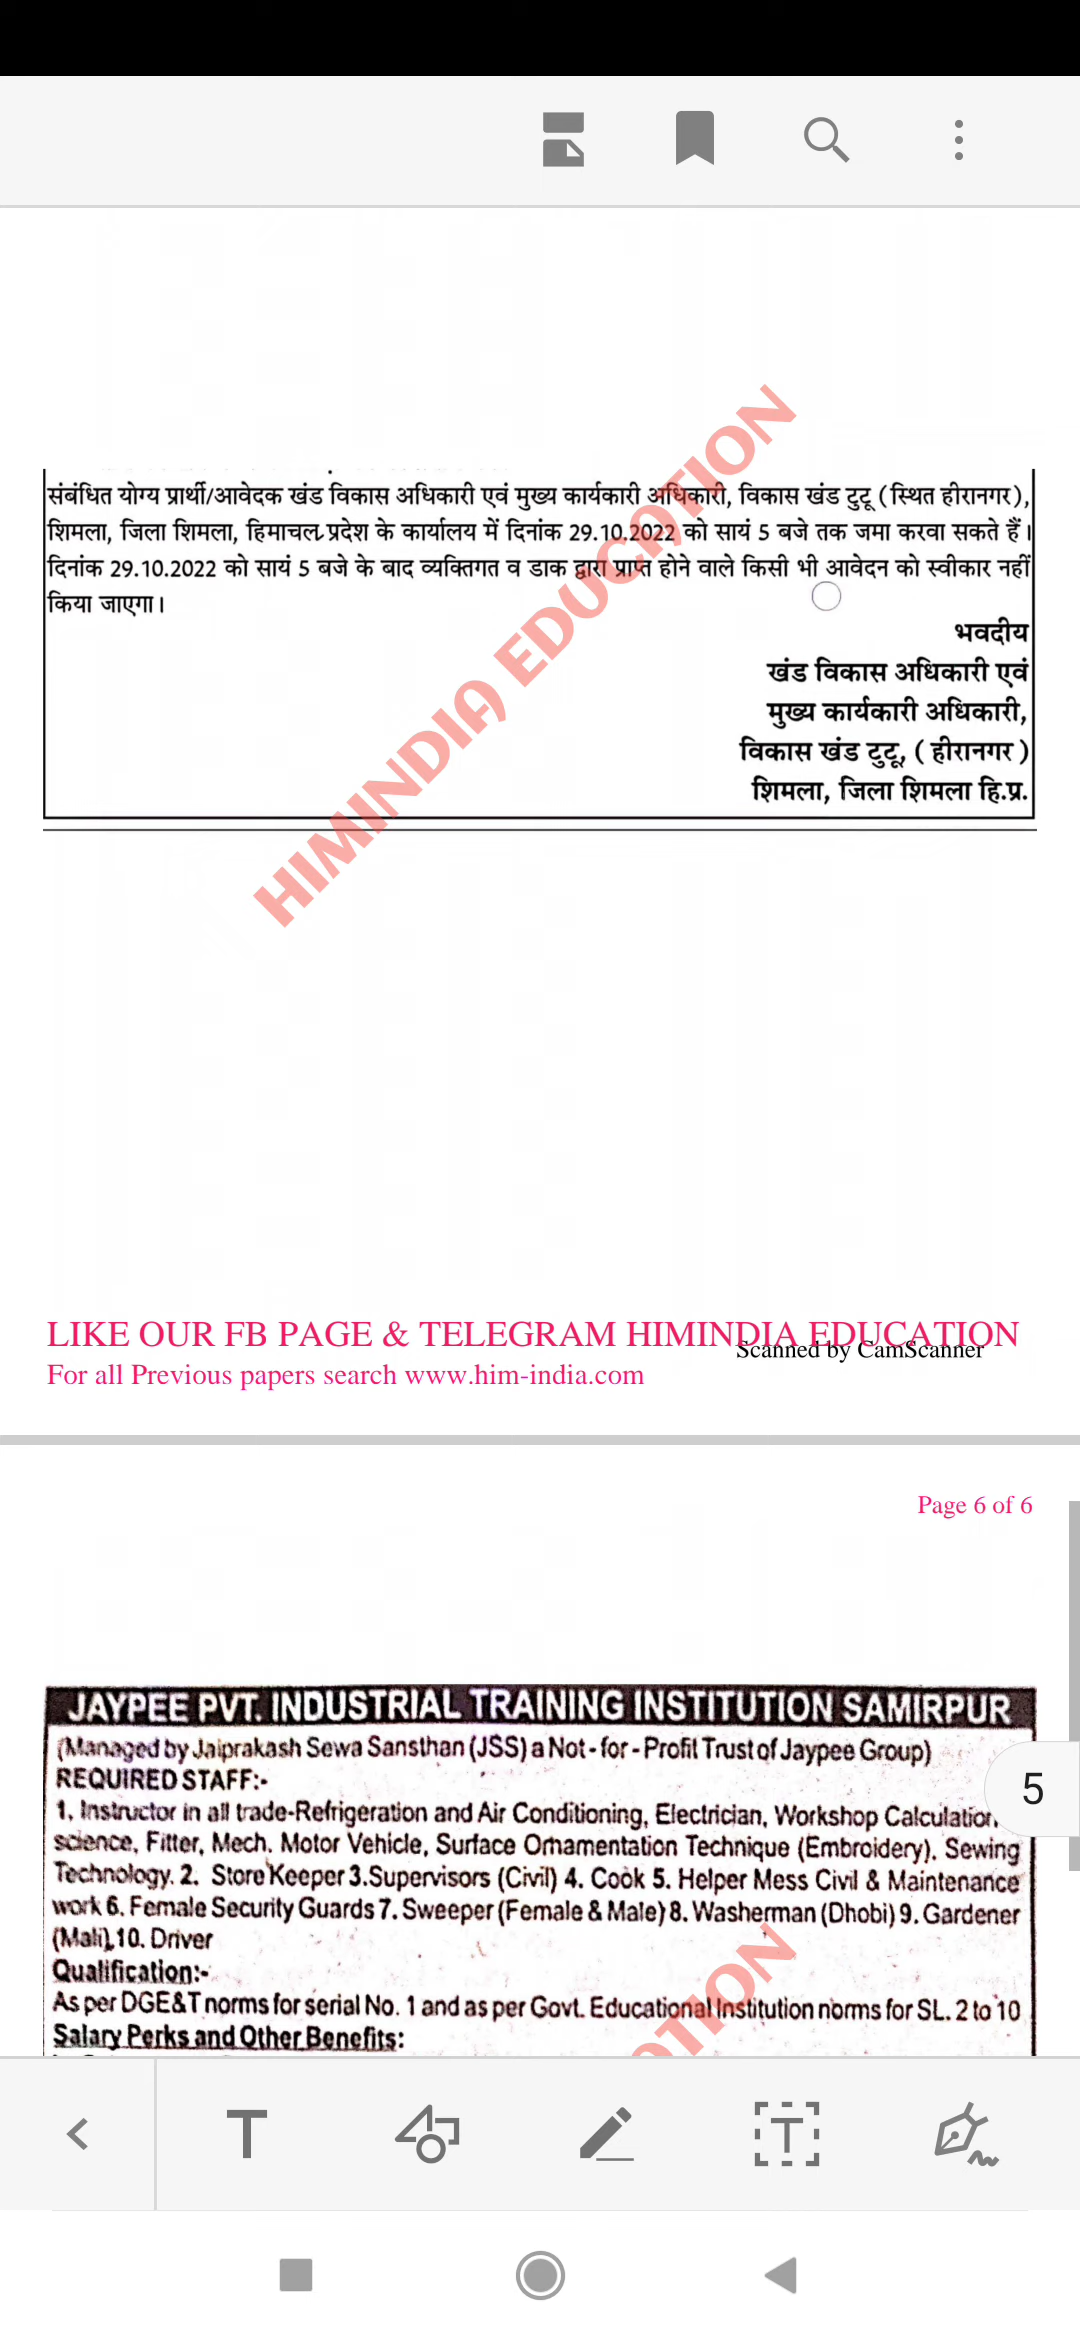 संबंधित योग्य प्रार्थी/आवेदक खंड विकास अधिकारी एवं मुख्य कार्यकारी अधिकारी, विकास खंड टुटू (स्थित हीरानगर),
शिमला, जिला शिमला, हिमाचल प्रदेश के कार्यालय में दिनांक 29.10.2022 को सायं 5 बजे तक जमा करवा सकते हैं।
दिनांक 29.10.2022 को सायं 5 बजे के बाद व्यक्तिगत व डाक द्वारा प्राप्त होने वाले किसी भी आवेदन को स्वीकार नहीं
किया जाएगा।
भवदीय
खंड विकास अधिकारी एवं
मुख्य कार्यकारी अधिकारी,
विकास खंड टुटू, ( हीरानगर )
शिमला, जिला शिमला हि.प्र.
HIMINDIA EDUCATION
LIKE OUR FB PAGE & TELEGRAM HIMINDIA EDUCATION
Scanned by CamScanner
For all Previous papers search www.him-india.com
Page 6 of 6
JAYPEE PVT. INDUSTRIAL TRAINING INSTITUTION SAMIRPUR
(Managed by Jaiprakash Sewa Sansthan (JSS) a Not-for-Profit Trust of Jaypee Group)
REQUIRED STAFF:-
5
1. Instructor in all trade-Refrigeration and Air Conditioning, Electrician, Workshop Calculation,
science, Fitter, Mech. Motor Vehicle, Surface Ornamentation Technique (Embroidery). Sewing
Technology. 2. Store Keeper 3.Supervisors (Civil) 4. Cook 5. Helper Mess Civil & Maintenance
work 6. Female Security Guards 7. Sweeper (Female & Male) 8. Washerman (Dhobi) 9. Gardener
(Mali),10. Driver
Qualification:-
As per DGE&T norms for serial No. 1 and as per Govt. Educational Institution norms for SL. 2 to 10
Salary Perks and Other Benefits:
OTION
T
T